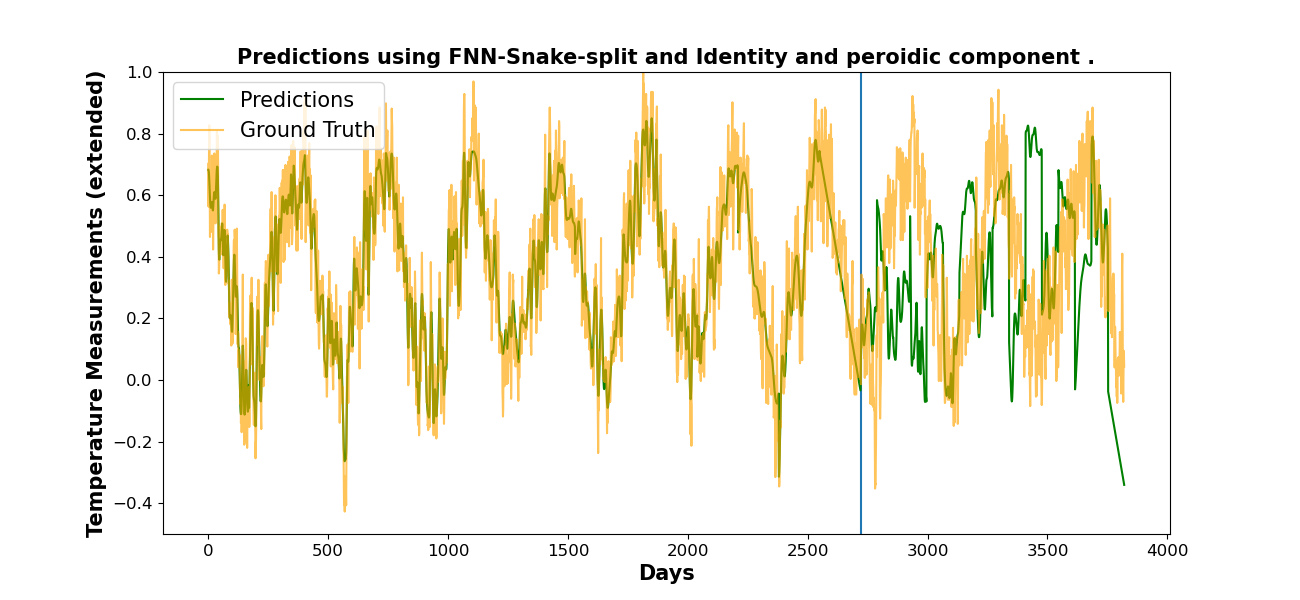 Predictions using FNN-Snake-split and Identity and peroidic component .
Temperature Measurements (extended)
1.0
0.8
0.6
0.4
0.2
0.0
−0.2
−0.4
Predictions
Ground Truth
0 500 1000 1500 2000 2500 3000 3500 4000
Days